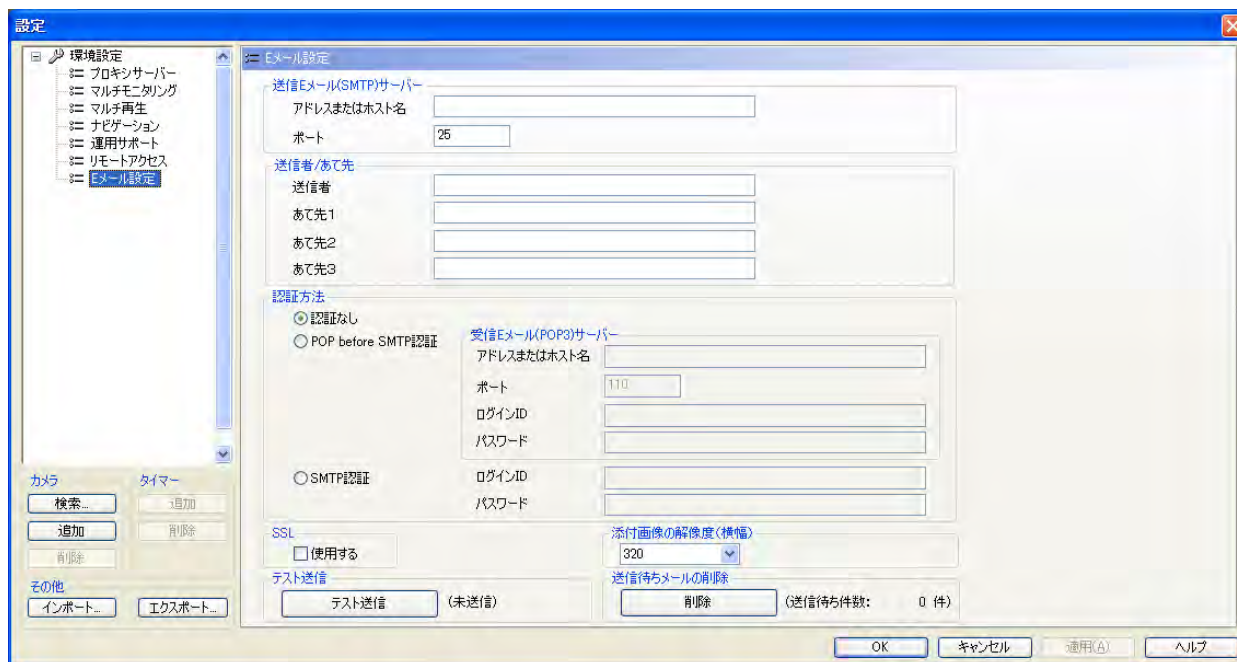 設定
環境設定
プロキシサーバー
マルチモニタリング
マルチ再生
ナビゲーション
運用サポート
リモートアクセス
Eメール設定
カメラ
タイマー
検索...
追加
追加
削除
削除
その他
インポート...
エクスポート...
Eメール設定
送信Eメール(SMTP)サーバー
アドレスまたはホスト名
ポート 25
送信者/あて先
送信者
あて先1
あて先2
あて先3
認証方法
認証なし
POP before SMTP認証
受信Eメール(POP3)サーバー
アドレスまたはホスト名
ポート 110
ログインID
パスワード
SMTP認証
ログインID
パスワード
SSL
使用する
添付画像の解像度(横幅)
320
テスト送信
テスト送信 (未送信)
送信待ちメールの削除
削除 (送信待ち件数: 0 件)
OK キャンセル 適用(A) ヘルプ